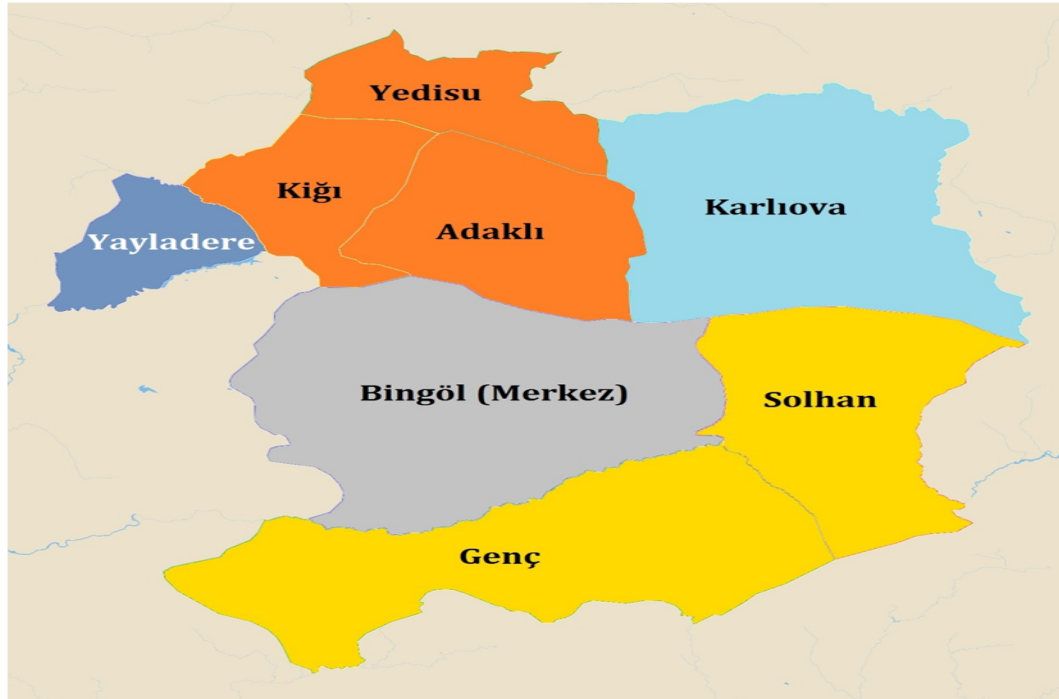 Yedisu
Kiğı
Karlıova
Adaklı
Yayladere
Bingöl (Merkez)
Solhan
Genç